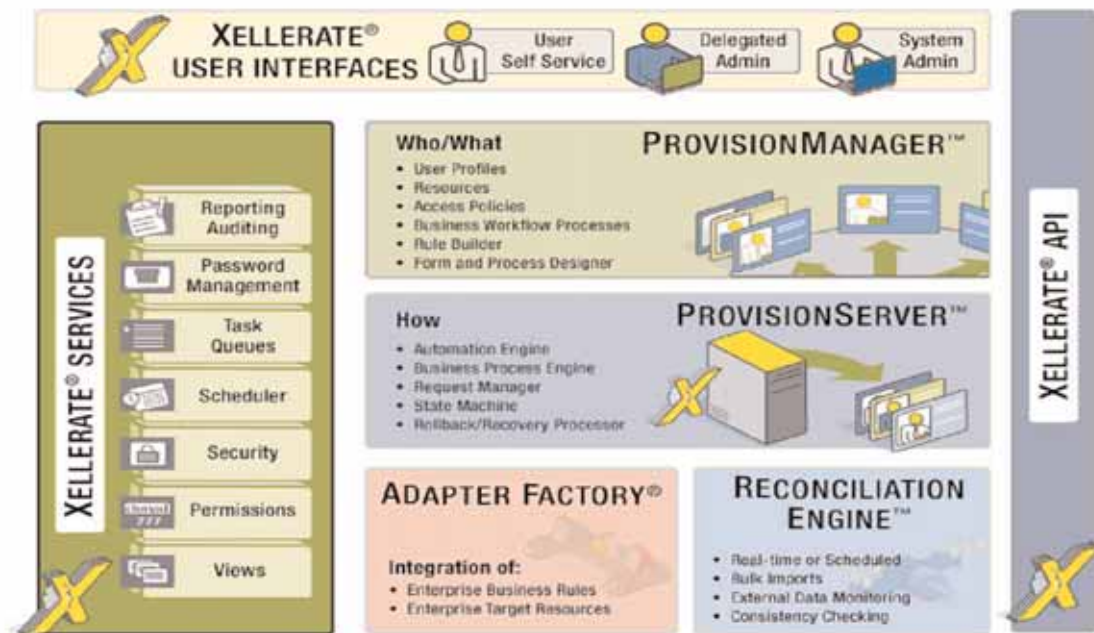 XELLERATE®
USER INTERFACES
User
Self Service
Delegated
Admin
System
Admin
XELLERATE® SERVICES
Reporting
Auditing
Password
Management
Task
Queues
Scheduler
Security
Permissions
Views
Who/What
PROVISIONMANAGER™
• User Profiles
• Resources
• Access Policies
• Business Workflow Processes
• Rule Builder
• Form and Process Designer
How
PROVISIONSERVER™
• Automation Engine
• Business Process Engine
• Request Manager
• State Machine
• Rollback/Recovery Processor
ADAPTER FACTORY®
Integration of:
• Enterprise Business Rules
• Enterprise Target Resources
RECONCILIATION
ENGINE™
• Real-time or Scheduled
• Bulk Imports
• External Data Monitoring
• Consistency Checking
XELLERATE® API